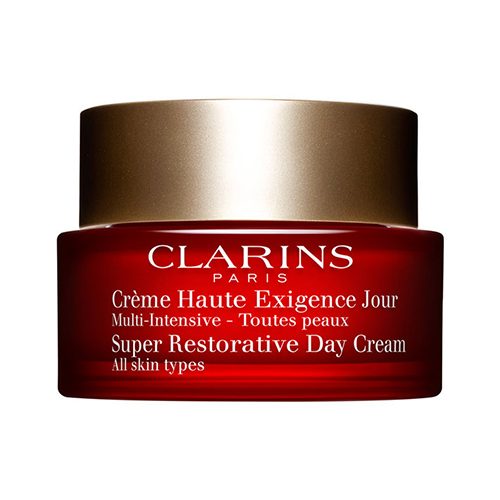 CLARINS
PARIS
Crème Haute Exigence Jour
Multi-Intensive - Toutes peaux
Super Restorative Day Cream
All skin types